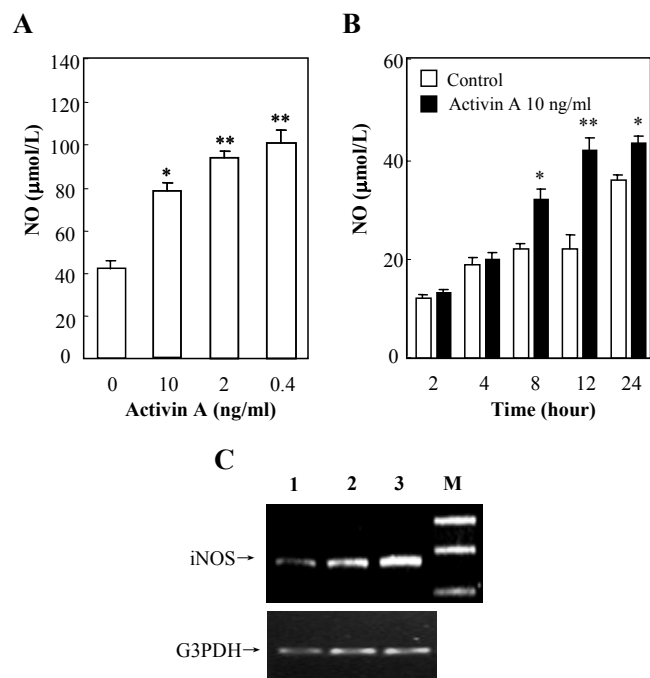 A
NO (μmol/L)
140
120
100
80
60
40
20
0
*
**
**
0 10 2 0.4
Activin A (ng/ml)
B
NO (μmol/L)
60
40
20
0
Control
Activin A 10 ng/ml
*
**
*
2 4 8 12 24
Time (hour)
C
1 2 3 M
iNOS→
G3PDH→